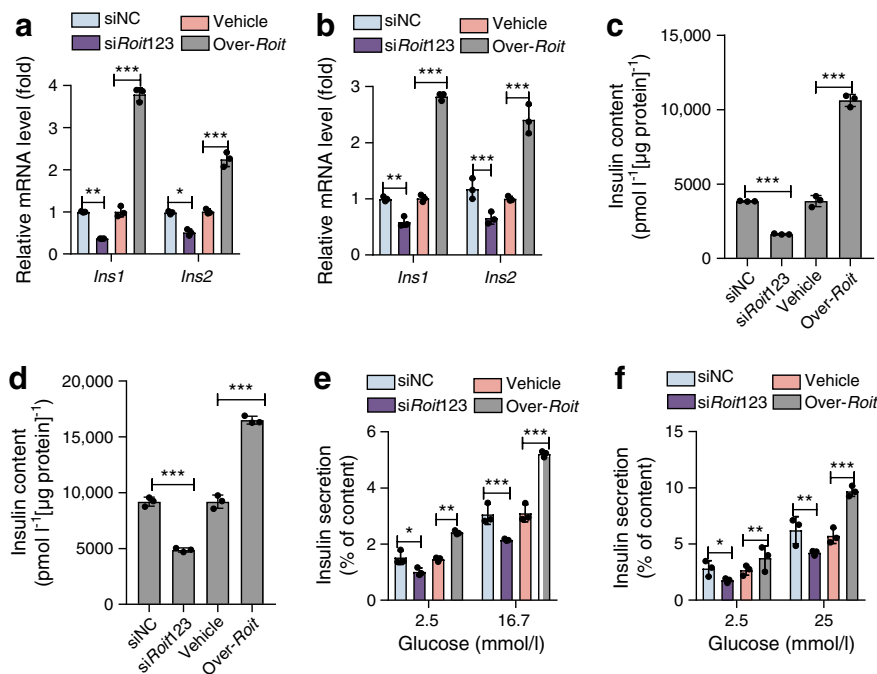 a
siNC
Vehicle
siRoit123
Over-Roit
Relative mRNA level (fold)
4
3
2
1
0
***
***
**
*
Ins1
Ins2
b
siNC
Vehicle
siRoit123
Over-Roit
Relative mRNA level (fold)
3
2
1
0
***
***
**
***
Ins1
Ins2
c
Insulin content
(pmol l⁻¹[µg protein]⁻¹)
15,000
10,000
5000
0
***
***
siNC
siRoit123
Vehicle
Over-Roit
d
Insulin content
(pmol l⁻¹[µg protein]⁻¹)
20,000
15,000
10,000
5000
0
***
***
siNC
siRoit123
Vehicle
Over-Roit
e
siNC
Vehicle
siRoit123
Over-Roit
Insulin secretion
(% of content)
6
4
2
0
*
**
***
***
2.5
16.7
Glucose (mmol/l)
f
siNC
Vehicle
siRoit123
Over-Roit
Insulin secretion
(% of content)
15
10
5
0
*
**
**
***
2.5
25
Glucose (mmol/l)